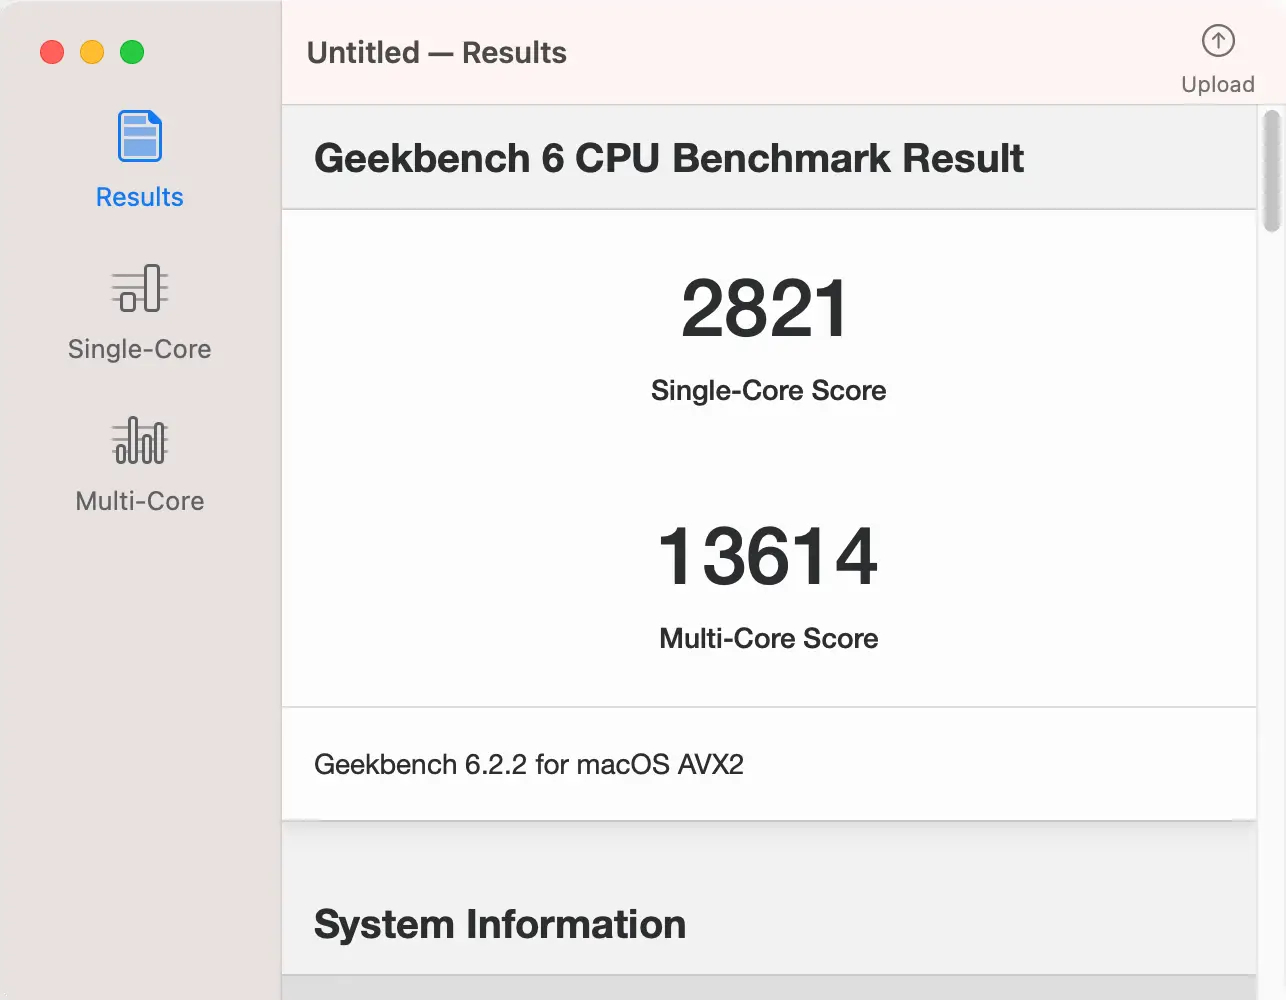 Untitled — Results
Upload
Results
Single-Core
Multi-Core
Geekbench 6 CPU Benchmark Result
2821
Single-Core Score
13614
Multi-Core Score
Geekbench 6.2.2 for macOS AVX2
System Information